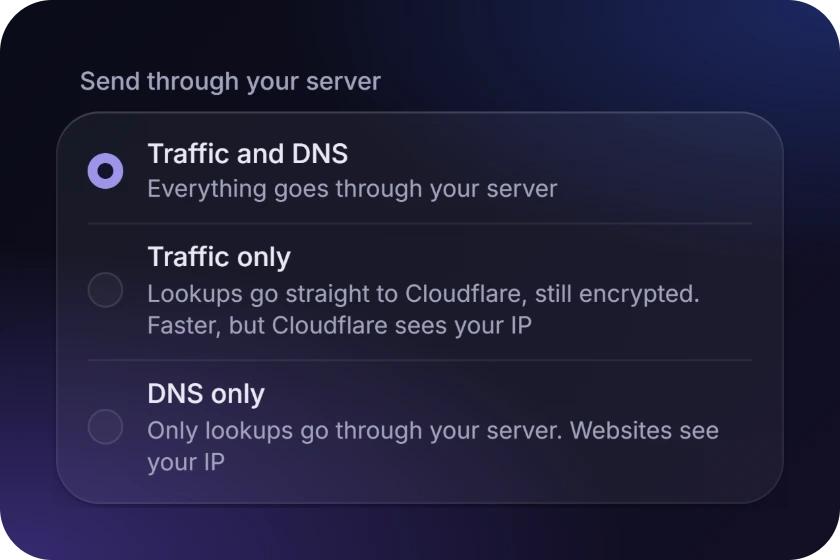 Send through your server
Traffic and DNS
Everything goes through your server
Traffic only
Lookups go straight to Cloudflare, still encrypted.
Faster, but Cloudflare sees your IP
DNS only
Only lookups go through your server. Websites see
your IP